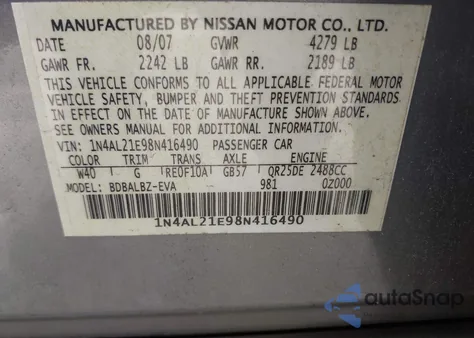 MANUFACTURED BY NISSAN MOTOR CO., LTD.
DATE 08/07 GVWR 4279 LB
GAWR FR. 2242 LB GAWR RR. 2189 LB
THIS VEHICLE CONFORMS TO ALL APPLICABLE FEDERAL MOTOR
VEHICLE SAFETY, BUMPER AND THEFT PREVENTION STANDARDS
IN EFFECT ON THE DATE OF MANUFACTURE SHOWN ABOVE.
SEE OWNERS MANUAL FOR ADDITIONAL INFORMATION.
VIN: 1N4AL21E98N416490 PASSENGER CAR
COLOR TRIM TRANS AXLE ENGINE
W40 G RE0F10A GB57 QR25DE 2488CC
MODEL: BDBALBZ-EVA 981 0Z000
1N4AL21E98N416490
autoSnap